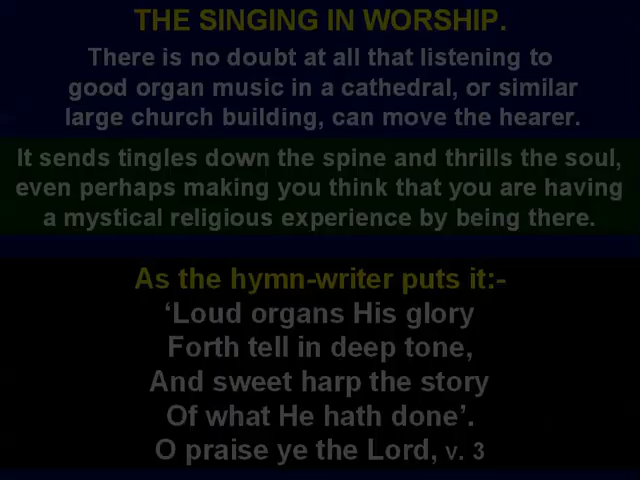 THE SINGING IN WORSHIP.
There is no doubt at all that listening to
good organ music in a cathedral, or similar
large church building, can move the hearer.
It sends tingles down the spine and thrills the soul,
even perhaps making you think that you are having
a mystical religious experience by being there.
As the hymn-writer puts it:-
‘Loud organs His glory
Forth tell in deep tone,
And sweet harp the story
Of what He hath done’.
O praise ye the Lord, v. 3